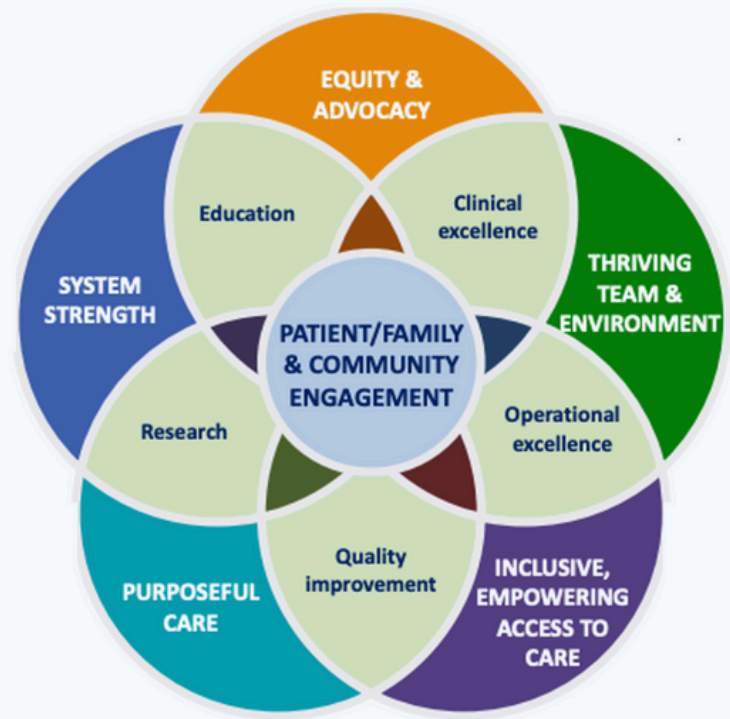 EQUITY &
ADVOCACY
Education
Clinical
excellence
SYSTEM
STRENGTH
THRIVING
TEAM &
ENVIRONMENT
PATIENT/FAMILY
& COMMUNITY
ENGAGEMENT
Research
Operational
excellence
Quality
improvement
PURPOSEFUL
CARE
INCLUSIVE,
EMPOWERING
ACCESS TO
CARE